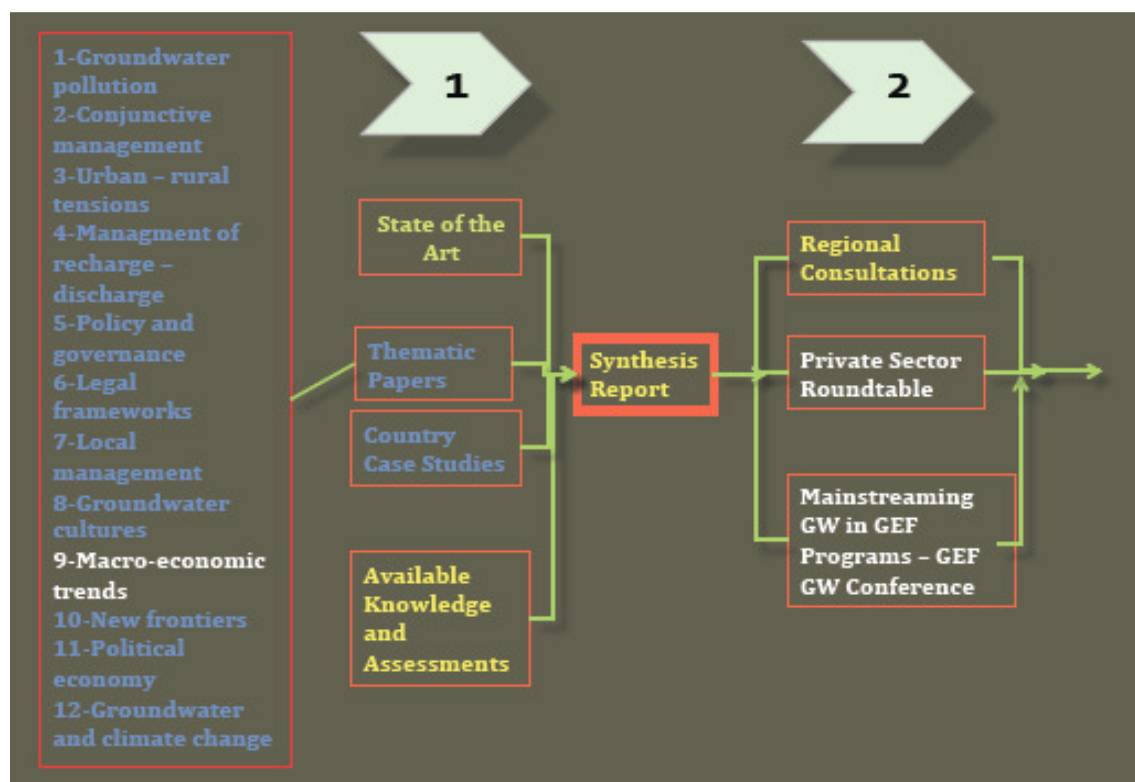 1-Groundwater
pollution
2-Conjunctive
management
3-Urban – rural
tensions
4-Managment of
recharge –
discharge
5-Policy and
governance
6-Legal
frameworks
7-Local
management
8-Groundwater
cultures
9-Macro-economic
trends
10-New frontiers
11-Political
economy
12-Groundwater
and climate change
1
State of the
Art
Thematic
Papers
Country
Case Studies
Available
Knowledge
and
Assessments
Synthesis
Report
2
Regional
Consultations
Private Sector
Roundtable
Mainstreaming
GW in GEF
Programs – GEF
GW Conference